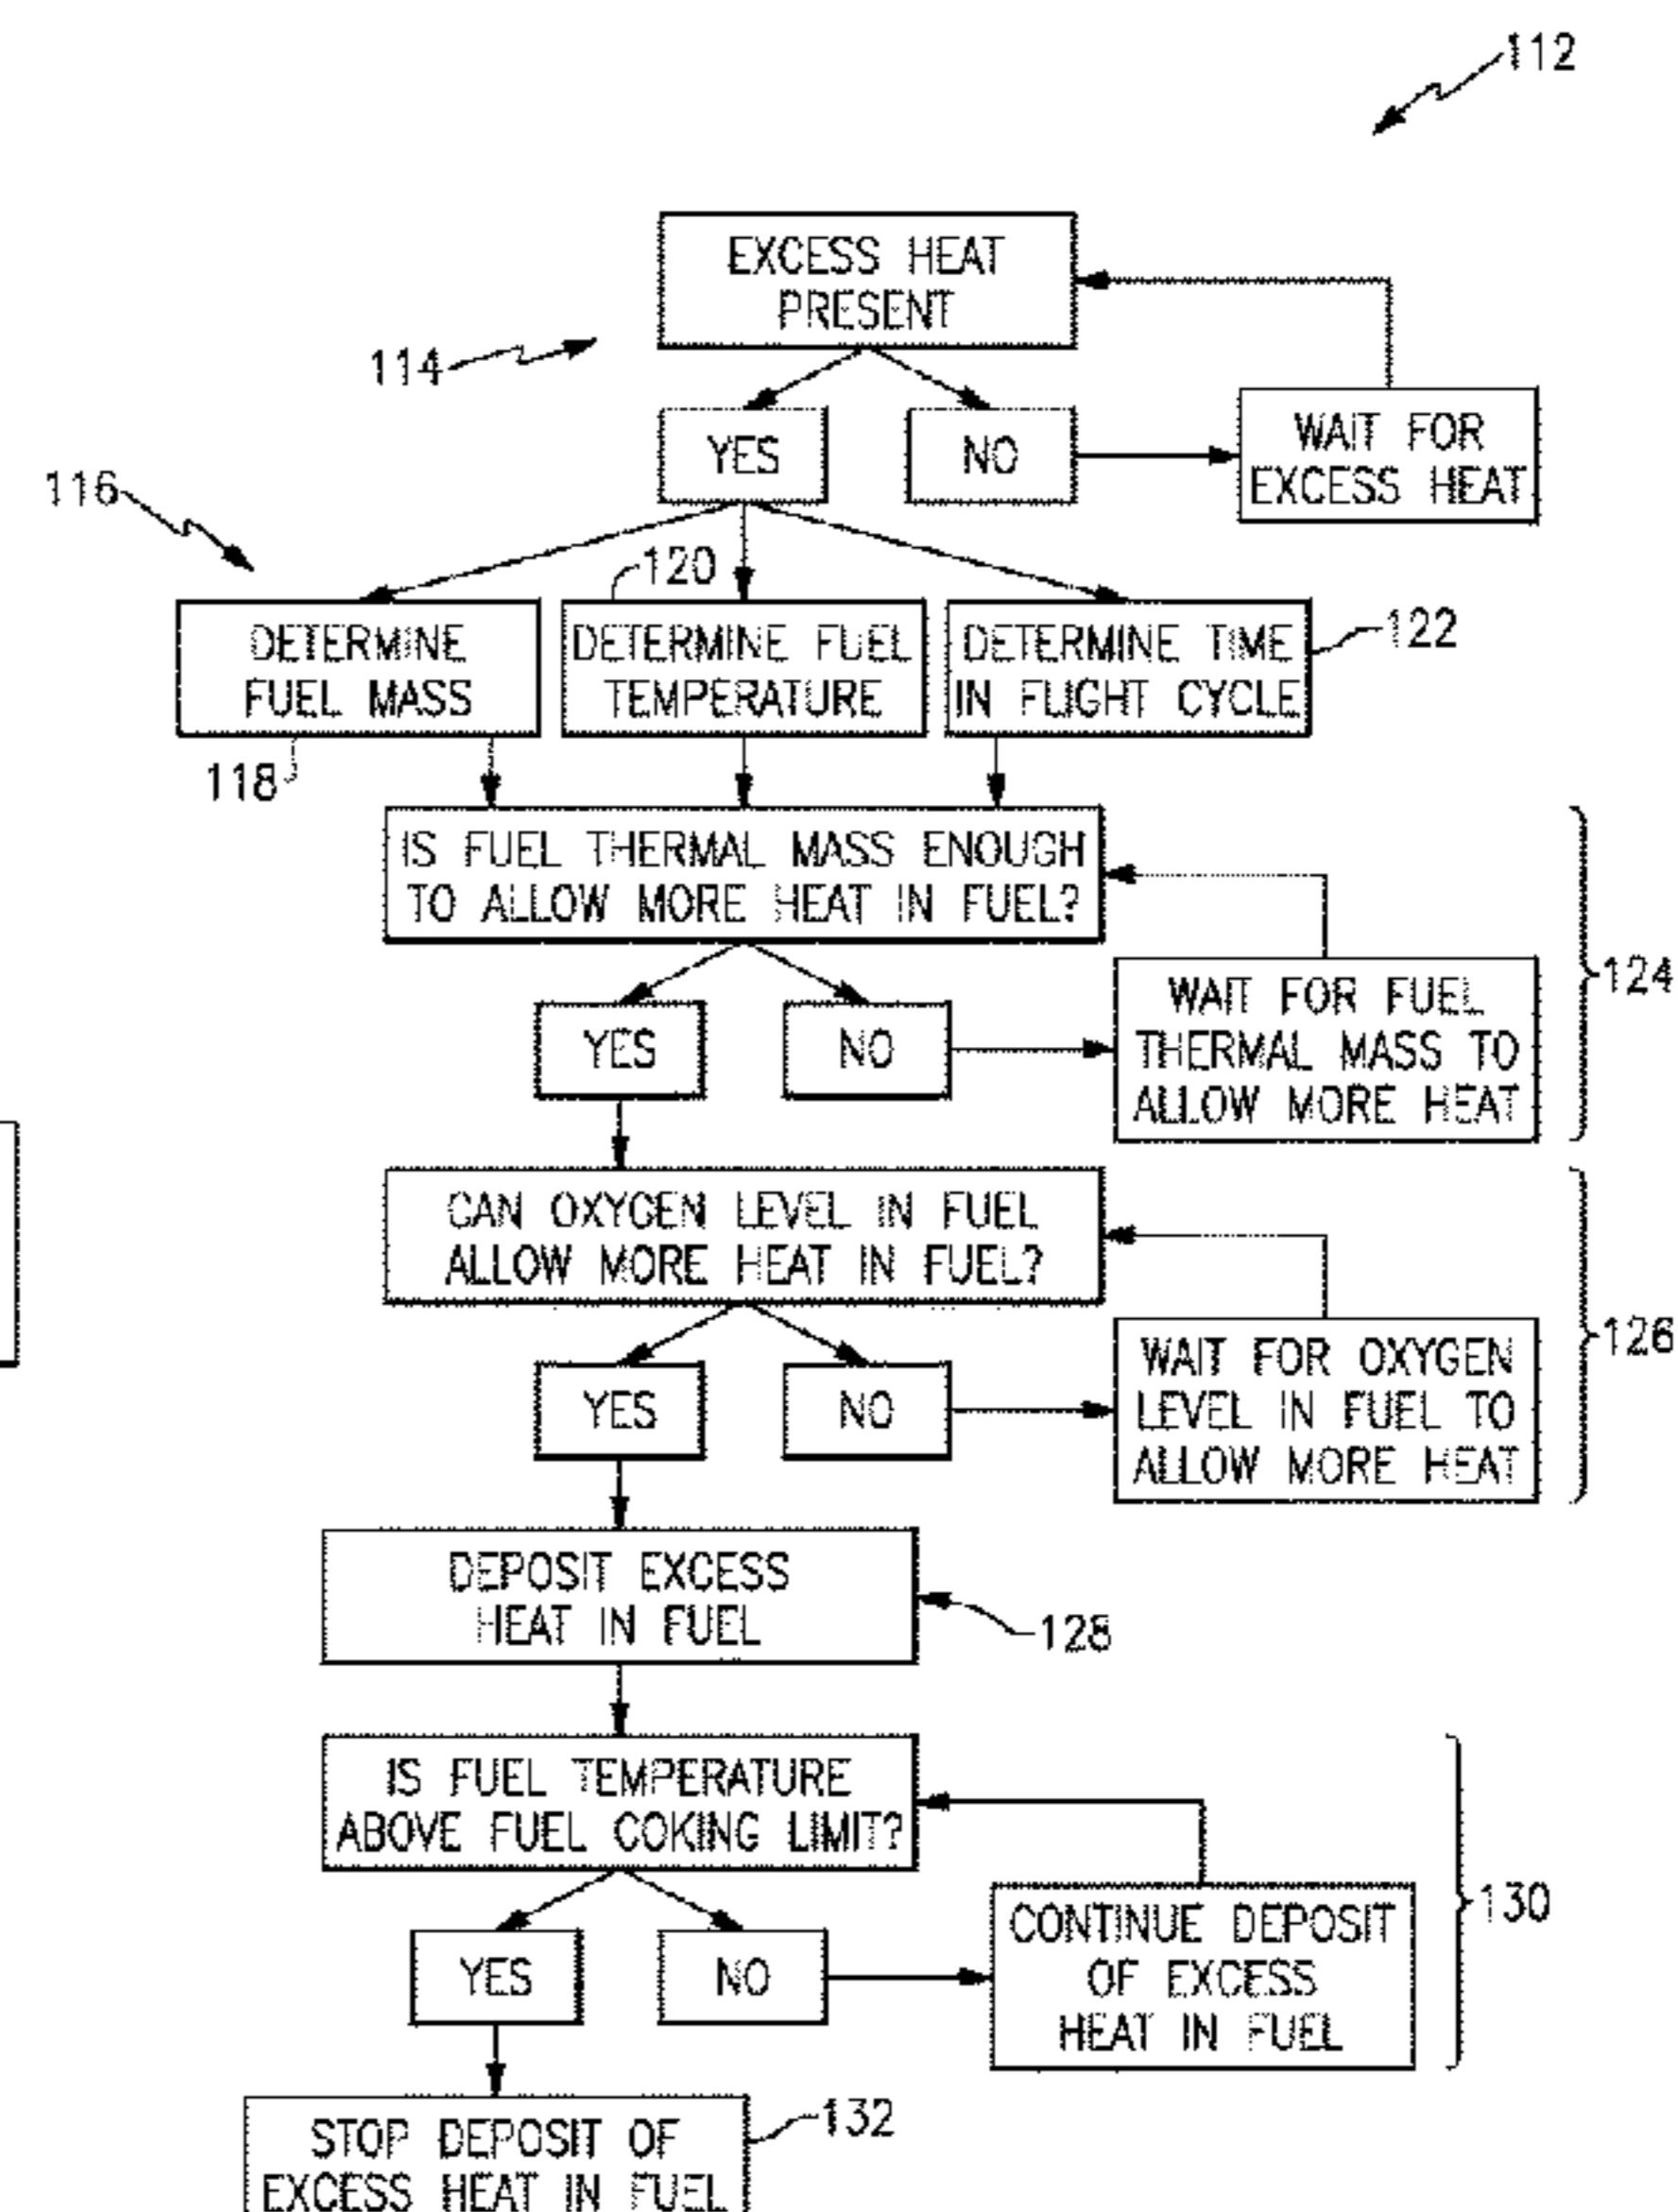 112
EXCESS HEAT
PRESENT
114
YES
NO
WAIT FOR
EXCESS HEAT
116
120
DETERMINE
FUEL MASS
DETERMINE FUEL
TEMPERATURE
DETERMINE TIME
IN FLIGHT CYCLE
122
118
IS FUEL THERMAL MASS ENOUGH
TO ALLOW MORE HEAT IN FUEL?
124
YES
NO
WAIT FOR FUEL
THERMAL MASS TO
ALLOW MORE HEAT
CAN OXYGEN LEVEL IN FUEL
ALLOW MORE HEAT IN FUEL?
126
YES
NO
WAIT FOR OXYGEN
LEVEL IN FUEL TO
ALLOW MORE HEAT
DEPOSIT EXCESS
HEAT IN FUEL
128
IS FUEL TEMPERATURE
ABOVE FUEL COKING LIMIT?
130
YES
NO
CONTINUE DEPOSIT
OF EXCESS
HEAT IN FUEL
STOP DEPOSIT OF
EXCESS HEAT IN FUEL
132